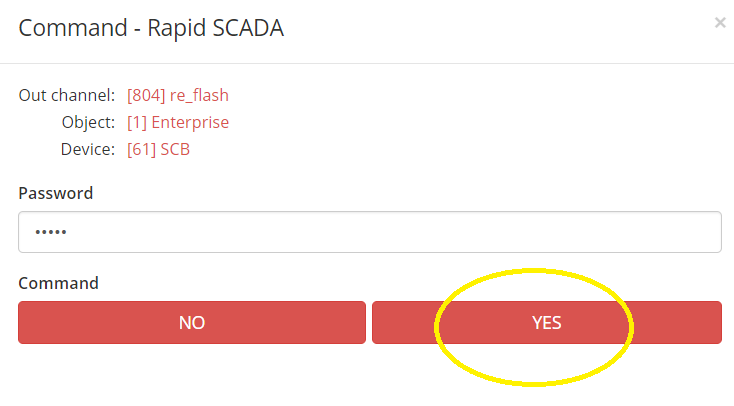 Command - Rapid SCADA ×
Out channel: [804] re_flash
Object: [1] Enterprise
Device: [61] SCB
Password
•••••
Command
NO YES